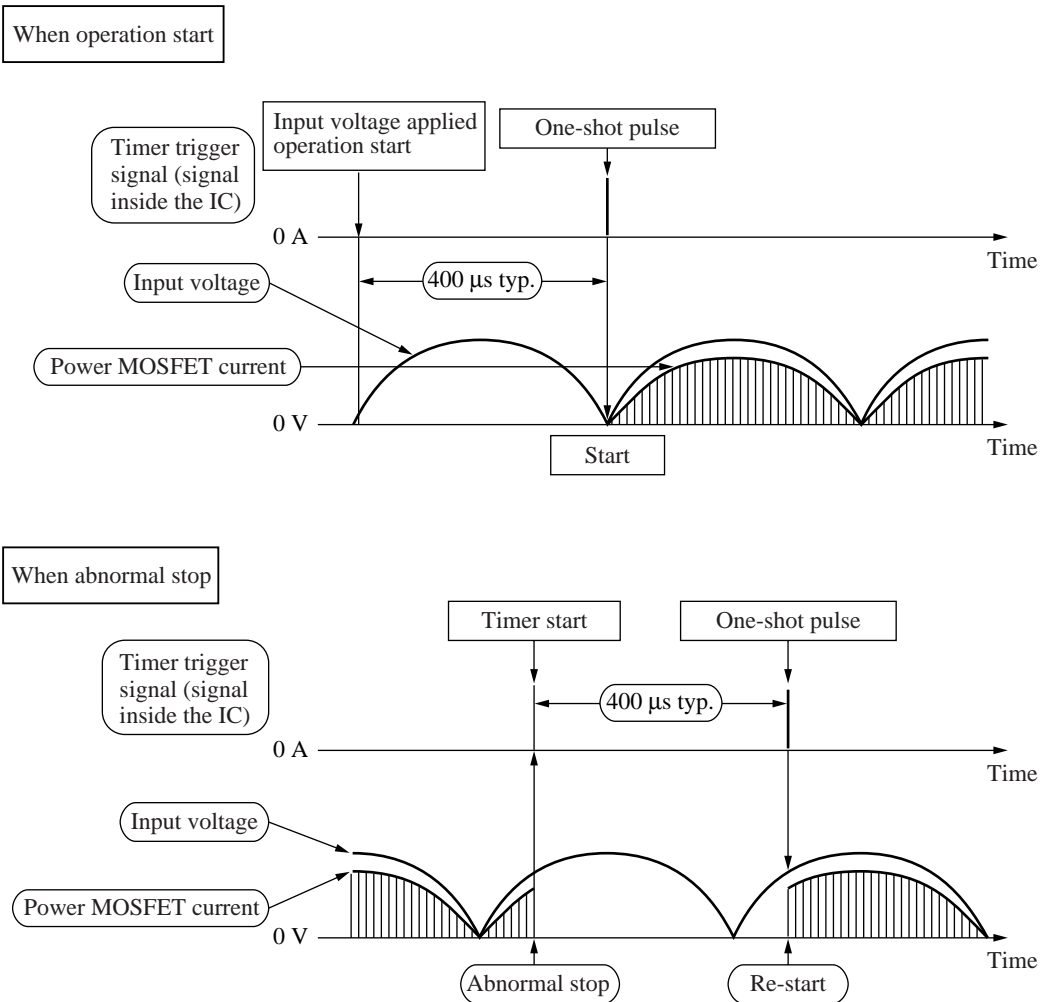 When operation start
Input voltage applied
operation start
One-shot pulse
Timer trigger
signal (signal
inside the IC)
0 A
Time
Input voltage
400 μs typ.
Power MOSFET current
0 V
Time
Start
When abnormal stop
Timer start
One-shot pulse
Timer trigger
signal (signal
inside the IC)
400 μs typ.
0 A
Time
Input voltage
Power MOSFET current
0 V
Time
Abnormal stop
Re-start